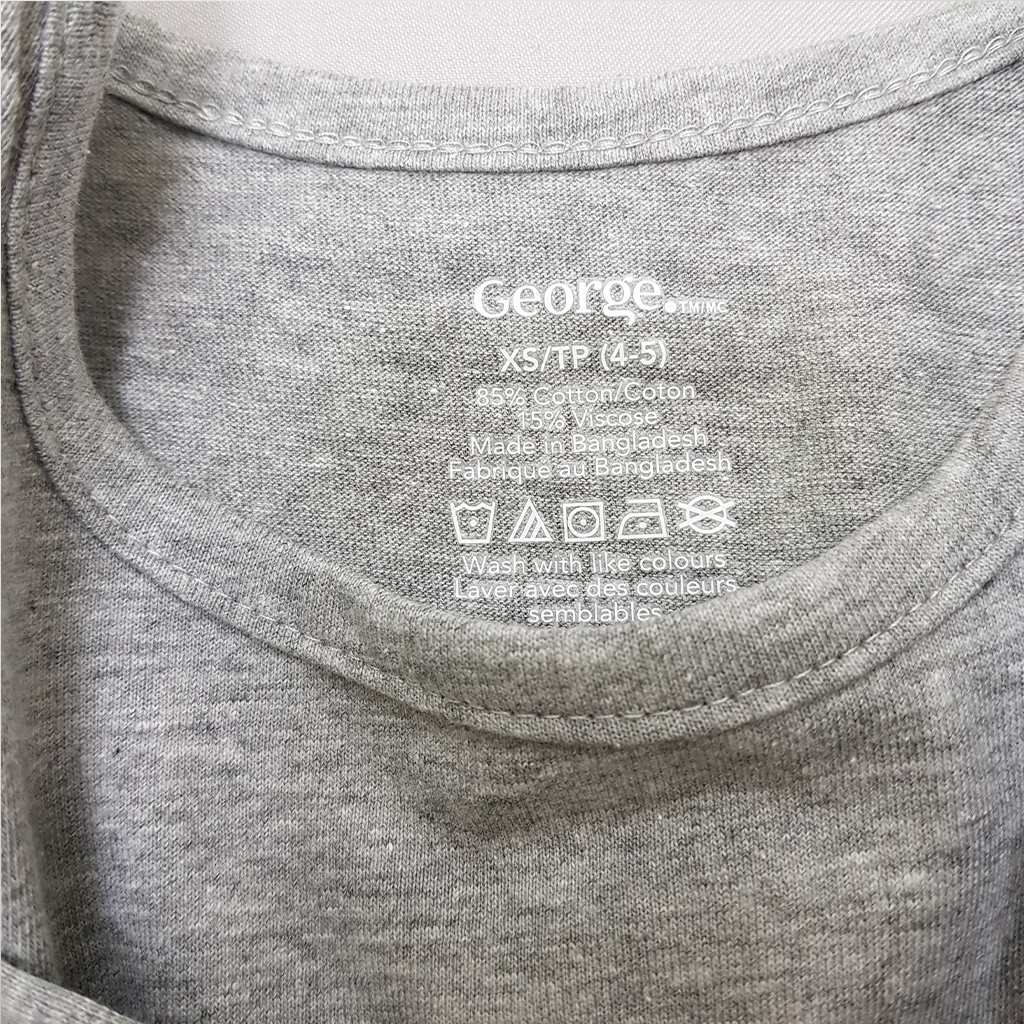 George.TM/MC
XS/TP (4-5)
85% Cotton/Coton
15% Viscose
Made in Bangladesh
Fabriqué au Bangladesh
Wash with like colours
Laver avec des couleurs
semblables